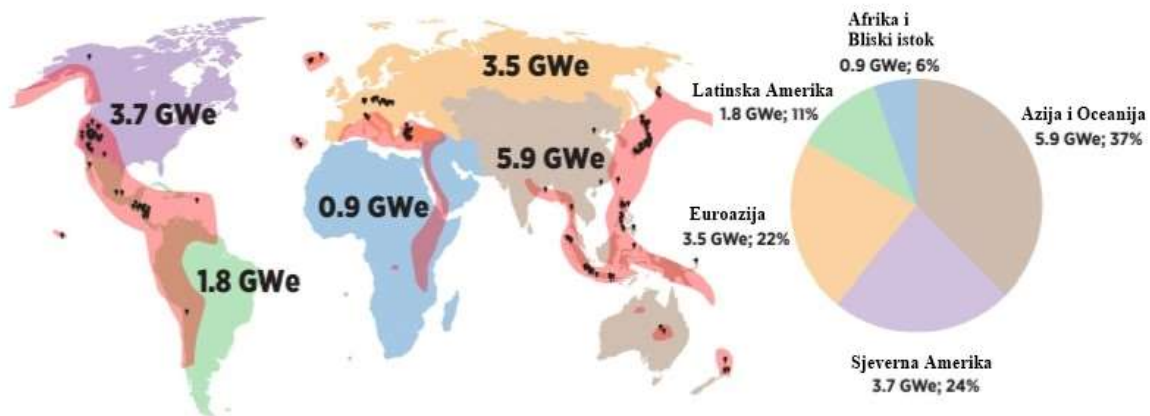 3.7 GWe
1.8 GWe
3.5 GWe
5.9 GWe
0.9 GWe
Afrika i
Bliski istok
0.9 GWe; 6%
Latinska Amerika
1.8 GWe; 11%
Azija i Oceanija
5.9 GWe; 37%
Euroazija
3.5 GWe; 22%
Sjeverna Amerika
3.7 GWe; 24%